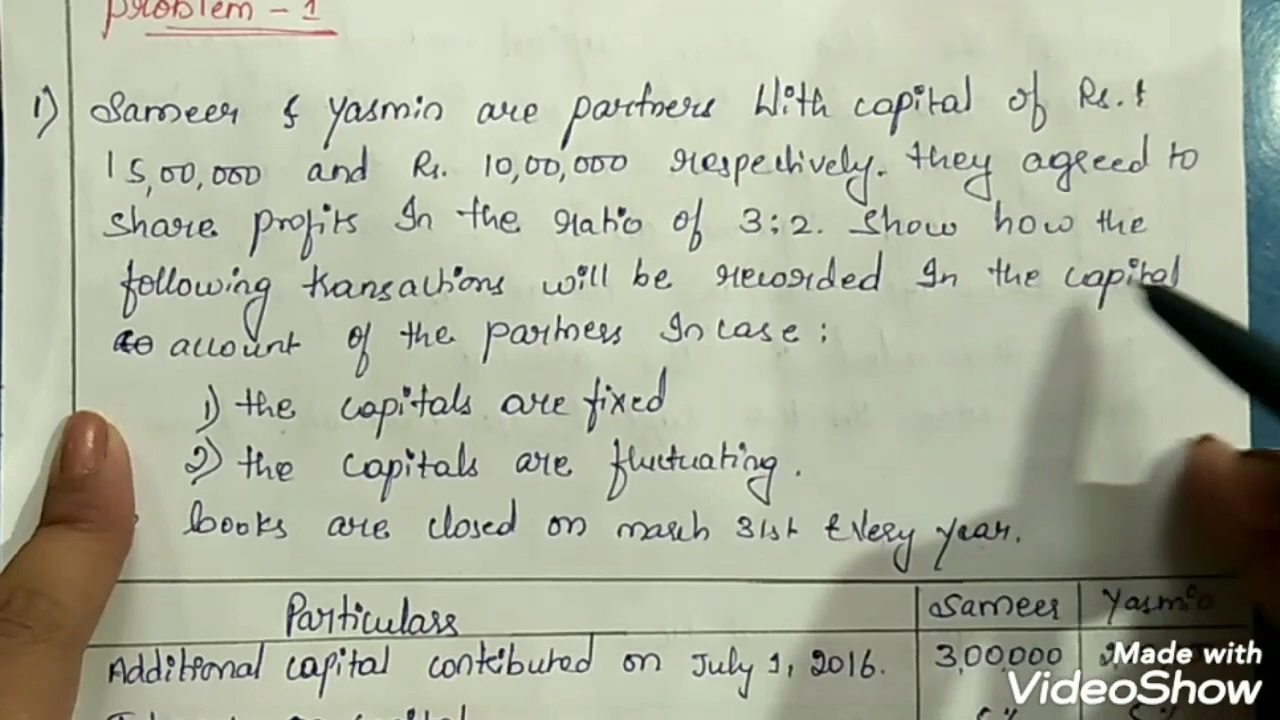 Problem - 1
1) Sameer & Yasmin are partners With capital of Rs.
15,00,000 and Rs. 10,00,000 respectively. they agreed to
share profits In the ratio of 3:2. Show how the
following transactions will be recorded In the capital
account of the partners Incase :
1) the capitals are fixed
2) the capitals are fluctuating.
books are closed on march 31st Every year.
Particulars Sameer Yasmin
Additional capital contributed on July 1, 2016. 3,00,000
Made with
VideoShow